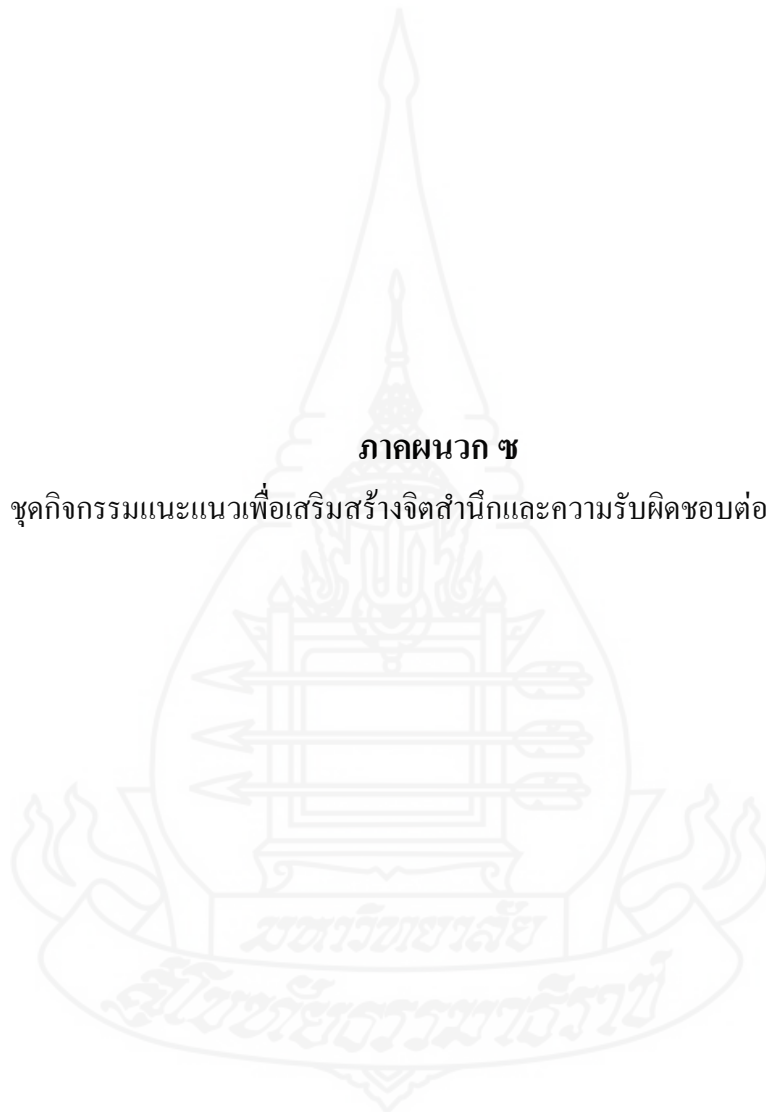 ภาคผนวก ซ
ชุดกิจกรรมแนะแนวเพื่อเสริมสร้างจิตสำนึกและความรับผิดชอบต่อ
มหาวิทยาลัย
สุโขทัยธรรมาธิราช